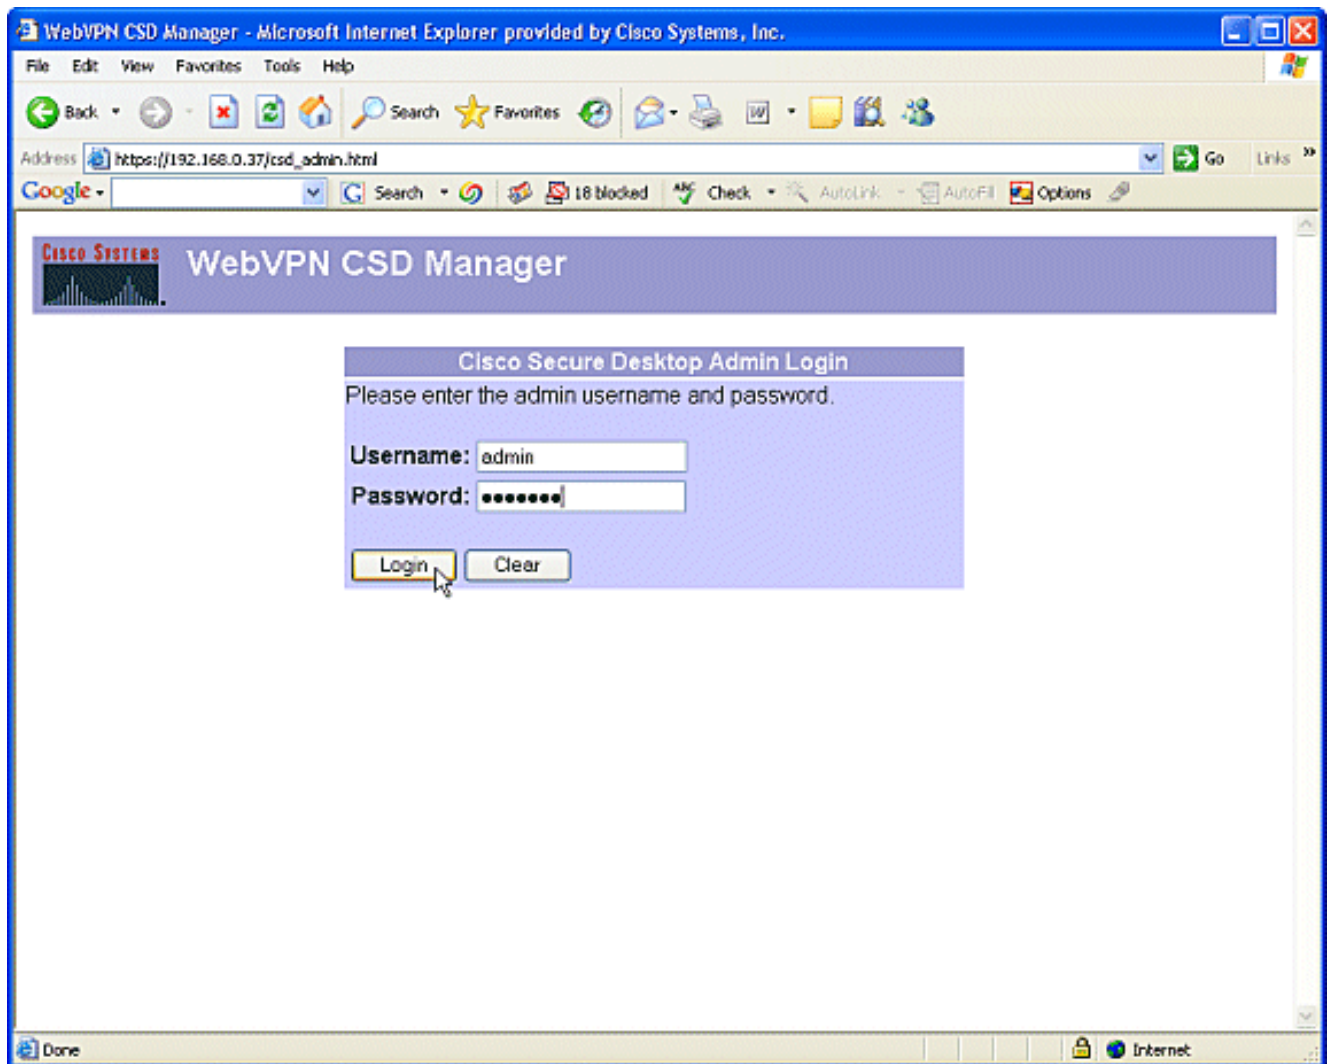 WebVPN CSD Manager - Microsoft Internet Explorer provided by Cisco Systems, Inc.
File Edit View Favorites Tools Help
Back Search Favorites
Address https://192.168.0.37/csd_admin.html Go Links »
Google Search 18 blocked ABC Check AutoLink AutoFill Options
CISCO SYSTEMS
WebVPN CSD Manager
Cisco Secure Desktop Admin Login
Please enter the admin username and password.
Username: admin
Password: •••••••
Login Clear
Done Internet